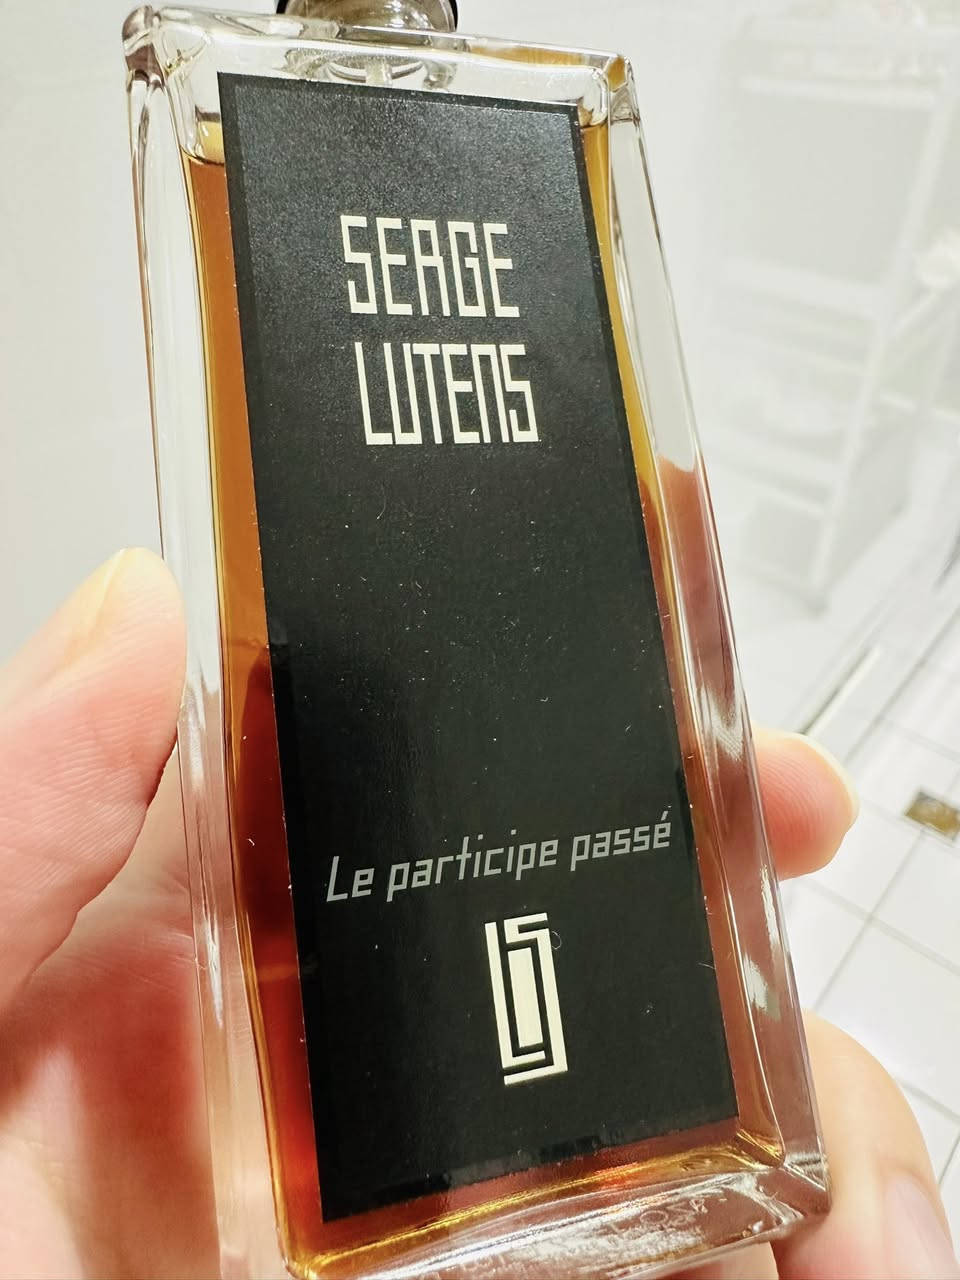 SERGE
LUTENS
Le participe passé